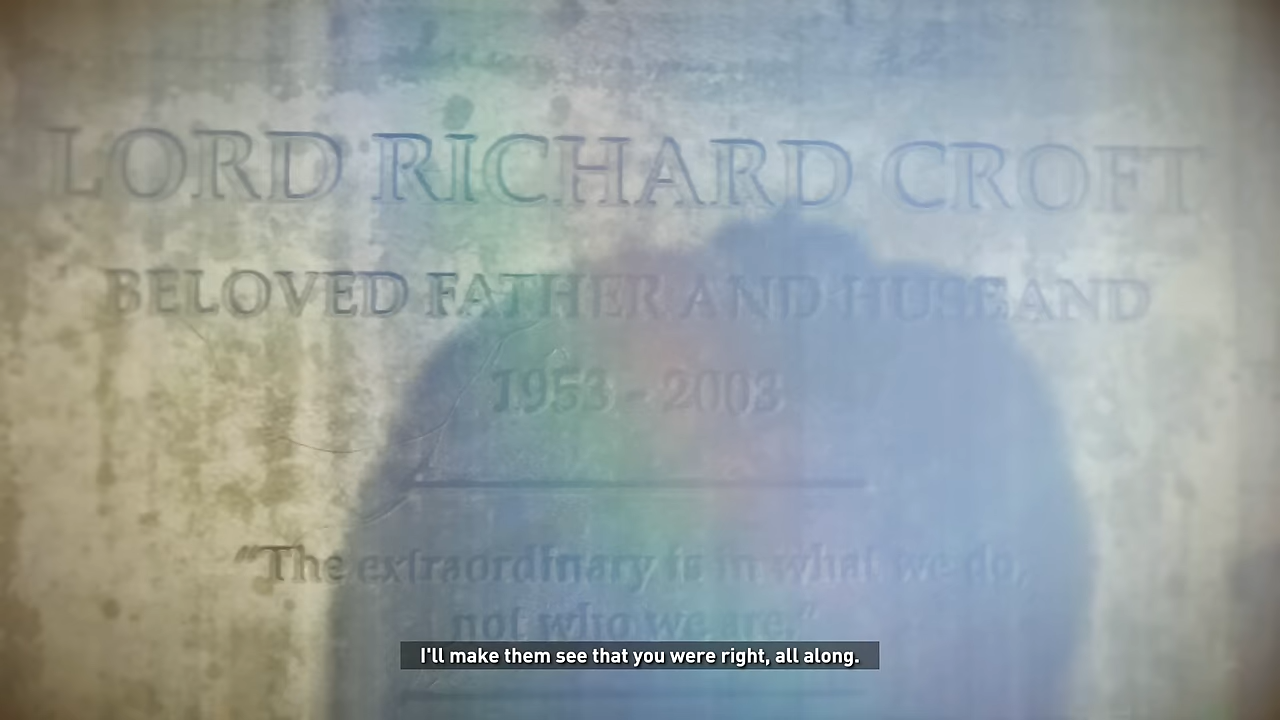 LORD RICHARD CROFT
BELOVED FATHER AND HUSBAND
1953 - 2003
“The extraordinary is in what we do,
not who we are.”
I'll make them see that you were right, all along.